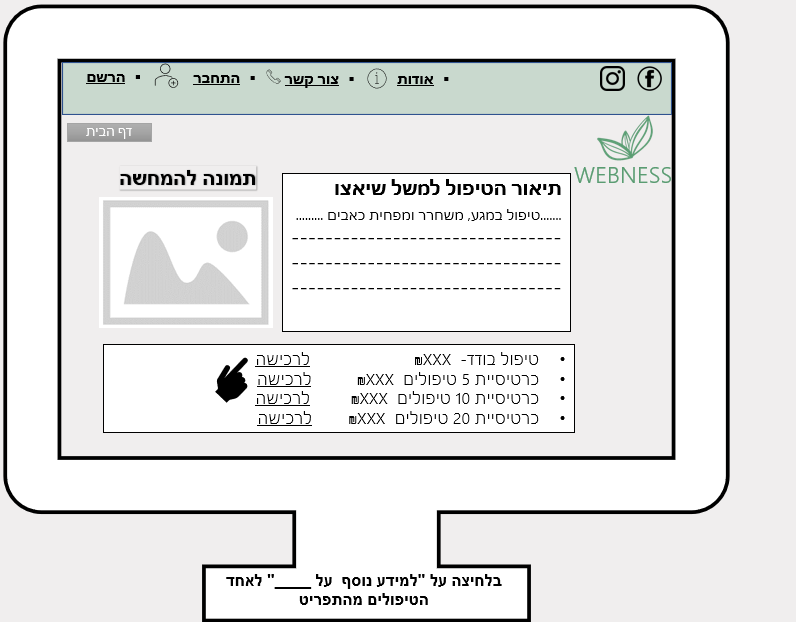 ▪ אודות ▪ צור קשר ▪ התחבר ▪ הרשם
WEBNESS
דף הבית
תיאור הטיפול למשל שיאצו
.......טיפול במגע, משחרר ומפחית כאבים .........
--------------------------------
--------------------------------
--------------------------------
תמונה להמחשה
• טיפול בודד- XXX₪ לרכישה
• כרטיסיית 5 טיפולים XXX₪ לרכישה
• כרטיסיית 10 טיפולים XXX₪ לרכישה
• כרטיסיית 20 טיפולים XXX₪ לרכישה
בלחיצה על "למידע נוסף על ____" לאחד
הטיפולים מהתפריט